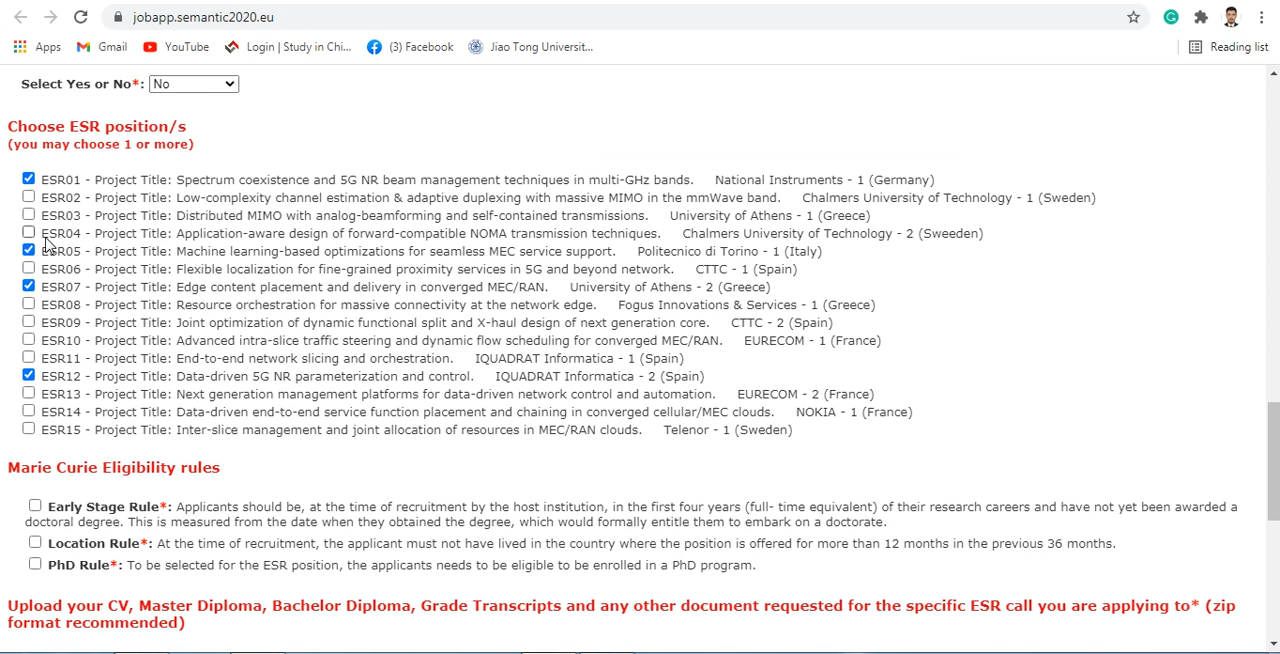 jobapp.semantic2020.eu
Apps Gmail YouTube Login | Study in Chi... (3) Facebook Jiao Tong Universit... Reading list
Select Yes or No*: No
Choose ESR position/s
(you may choose 1 or more)
ESR01 - Project Title: Spectrum coexistence and 5G NR beam management techniques in multi-GHz bands. National Instruments - 1 (Germany)
ESR02 - Project Title: Low-complexity channel estimation & adaptive duplexing with massive MIMO in the mmWave band. Chalmers University of Technology - 1 (Sweden)
ESR03 - Project Title: Distributed MIMO with analog-beamforming and self-contained transmissions. University of Athens - 1 (Greece)
ESR04 - Project Title: Application-aware design of forward-compatible NOMA transmission techniques. Chalmers University of Technology - 2 (Sweeden)
ESR05 - Project Title: Machine learning-based optimizations for seamless MEC service support. Politecnico di Torino - 1 (Italy)
ESR06 - Project Title: Flexible localization for fine-grained proximity services in 5G and beyond network. CTTC - 1 (Spain)
ESR07 - Project Title: Edge content placement and delivery in converged MEC/RAN. University of Athens - 2 (Greece)
ESR08 - Project Title: Resource orchestration for massive connectivity at the network edge. Fogus Innovations & Services - 1 (Greece)
ESR09 - Project Title: Joint optimization of dynamic functional split and X-haul design of next generation core. CTTC - 2 (Spain)
ESR10 - Project Title: Advanced intra-slice traffic steering and dynamic flow scheduling for converged MEC/RAN. EURECOM - 1 (France)
ESR11 - Project Title: End-to-end network slicing and orchestration. IQUADRAT Informatica - 1 (Spain)
ESR12 - Project Title: Data-driven 5G NR parameterization and control. IQUADRAT Informatica - 2 (Spain)
ESR13 - Project Title: Next generation management platforms for data-driven network control and automation. EURECOM - 2 (France)
ESR14 - Project Title: Data-driven end-to-end service function placement and chaining in converged cellular/MEC clouds. NOKIA - 1 (France)
ESR15 - Project Title: Inter-slice management and joint allocation of resources in MEC/RAN clouds. Telenor - 1 (Sweden)
Marie Curie Eligibility rules
Early Stage Rule*: Applicants should be, at the time of recruitment by the host institution, in the first four years (full- time equivalent) of their research careers and have not yet been awarded a
doctoral degree. This is measured from the date when they obtained the degree, which would formally entitle them to embark on a doctorate.
Location Rule*: At the time of recruitment, the applicant must not have lived in the country where the position is offered for more than 12 months in the previous 36 months.
PhD Rule*: To be selected for the ESR position, the applicants needs to be eligible to be enrolled in a PhD program.
Upload your CV, Master Diploma, Bachelor Diploma, Grade Transcripts and any other document requested for the specific ESR call you are applying to* (zip
format recommended)